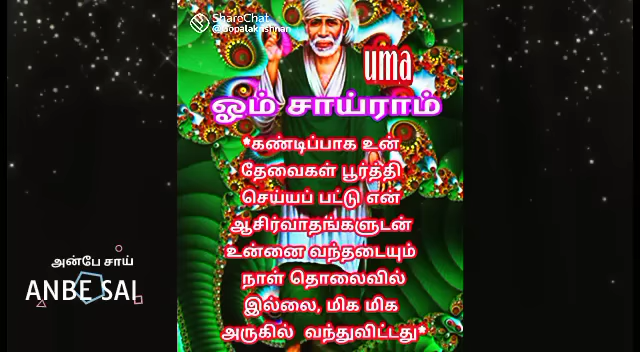 ShareChat
@Gopalakrishnan
uma
ஓம் சாய்ராம்
*கண்டிப்பாக உன்
தேவைகள் பூர்த்தி
செய்யப் பட்டு என்
ஆசிர்வாதங்களுடன்
உன்னை வந்தடையும்
நாள் தொலைவில்
இல்லை, மிக மிக
அருகில் வந்துவிட்டது*
அன்பே சாய்
ANBE SAI